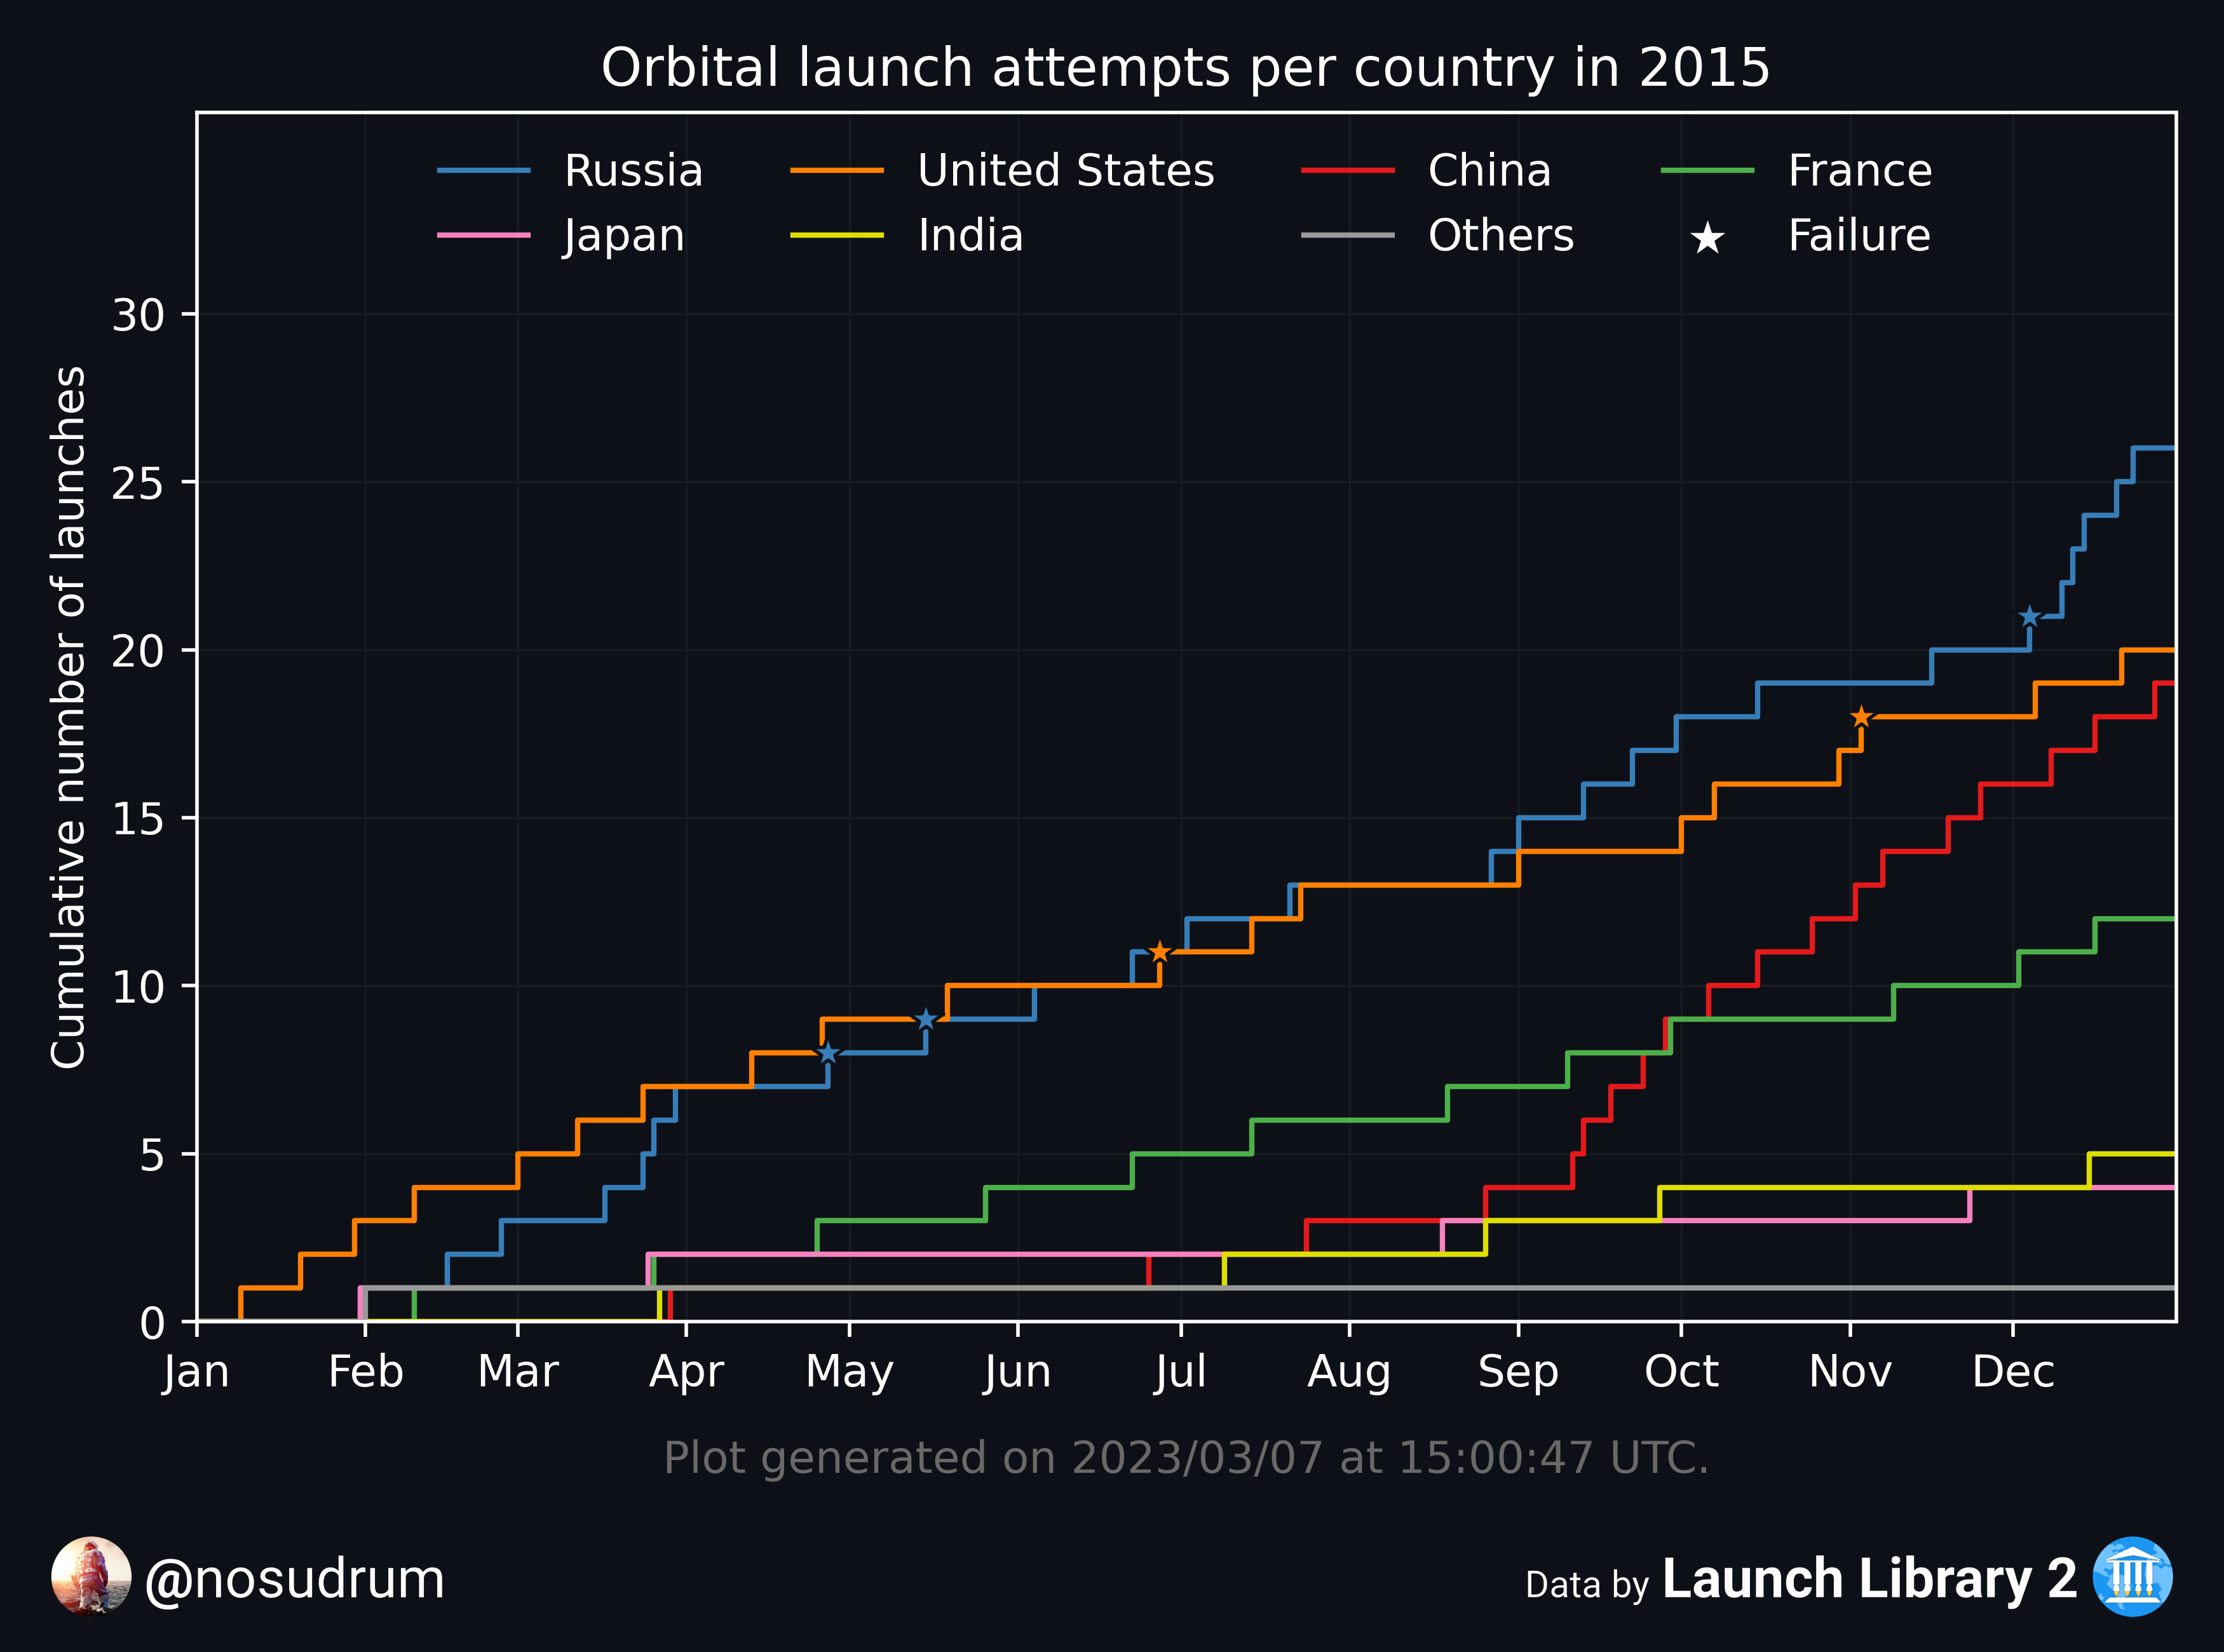 Orbital launch attempts per country in 2015
Russia United States China France
Japan India Others Failure
Cumulative number of launches
30
25
20
15
10
5
0
Jan Feb Mar Apr May Jun Jul Aug Sep Oct Nov Dec
Plot generated on 2023/03/07 at 15:00:47 UTC.
@nosudrum
Data by Launch Library 2